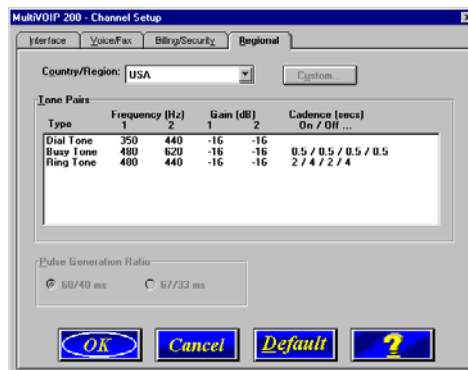 MultiVOIP 200 - Channel Setup
Interface Voice/Fax Billing/Security Regional
Country/Region: USA Custom...
Tone Pairs
Frequency (Hz) Gain (dB) Cadence (secs)
Type 1 2 1 2 On / Off ...
Dial Tone 350 440 -16 -16
Busy Tone 480 620 -16 -16 0.5 / 0.5 / 0.5 / 0.5
Ring Tone 480 440 -16 -16 2 / 4 / 2 / 4
Pulse Generation Ratio
60/40 ms 67/33 ms
OK Cancel Default ?